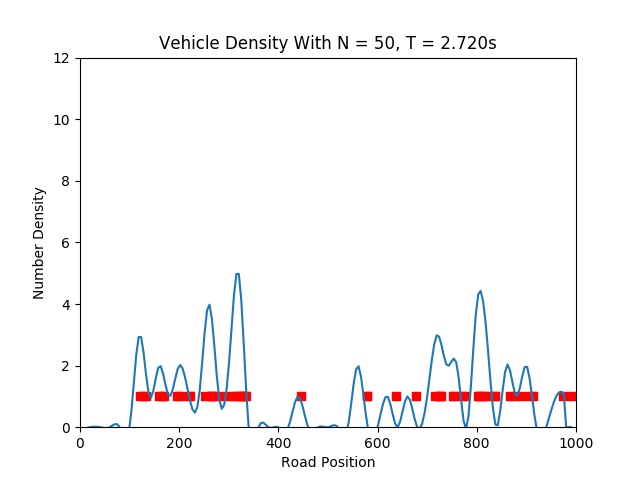 Vehicle Density With N = 50, T = 2.720s
12
10
8
6
4
2
0
Number Density
0 200 400 600 800 1000
Road Position